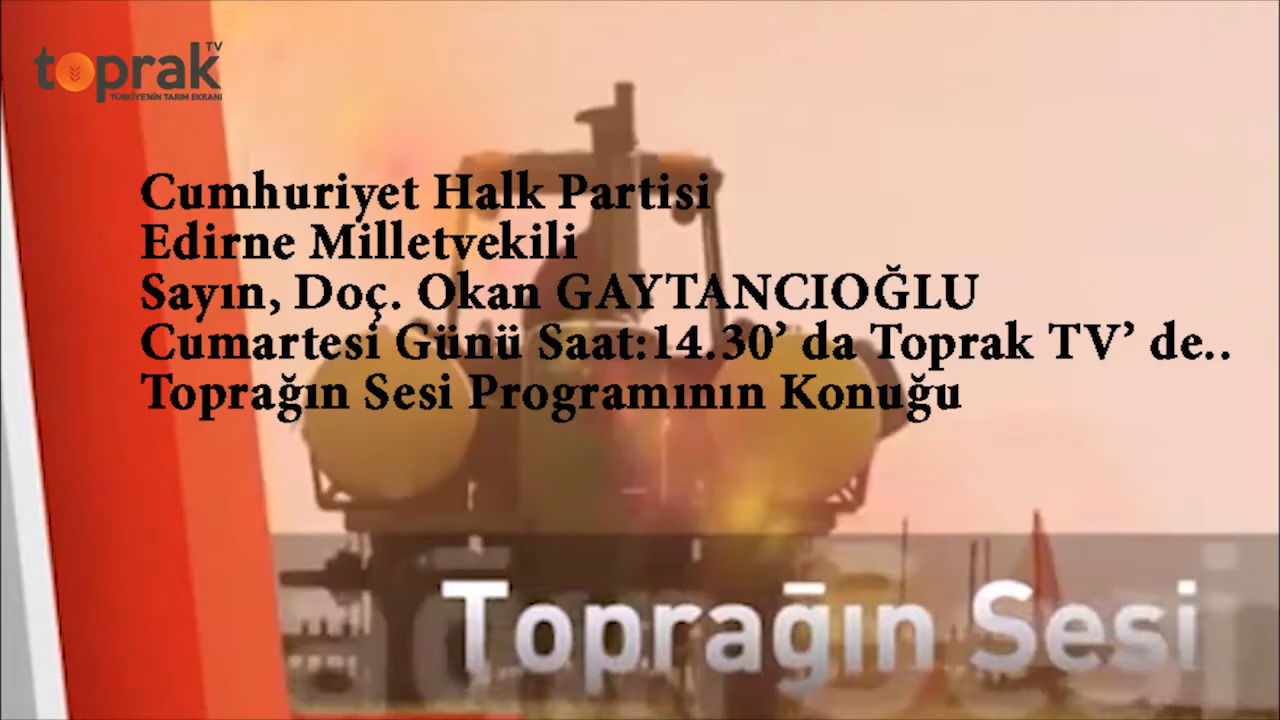 toprak TV
TÜRKİYE'NİN TARIM EKRANI
Cumhuriyet Halk Partisi
Edirne Milletvekili
Sayın, Doç. Okan GAYTANCIOĞLU
Cumartesi Günü Saat:14.30’ da Toprak TV’ de..
Toprağın Sesi Programının Konuğu
Toprağın Sesi